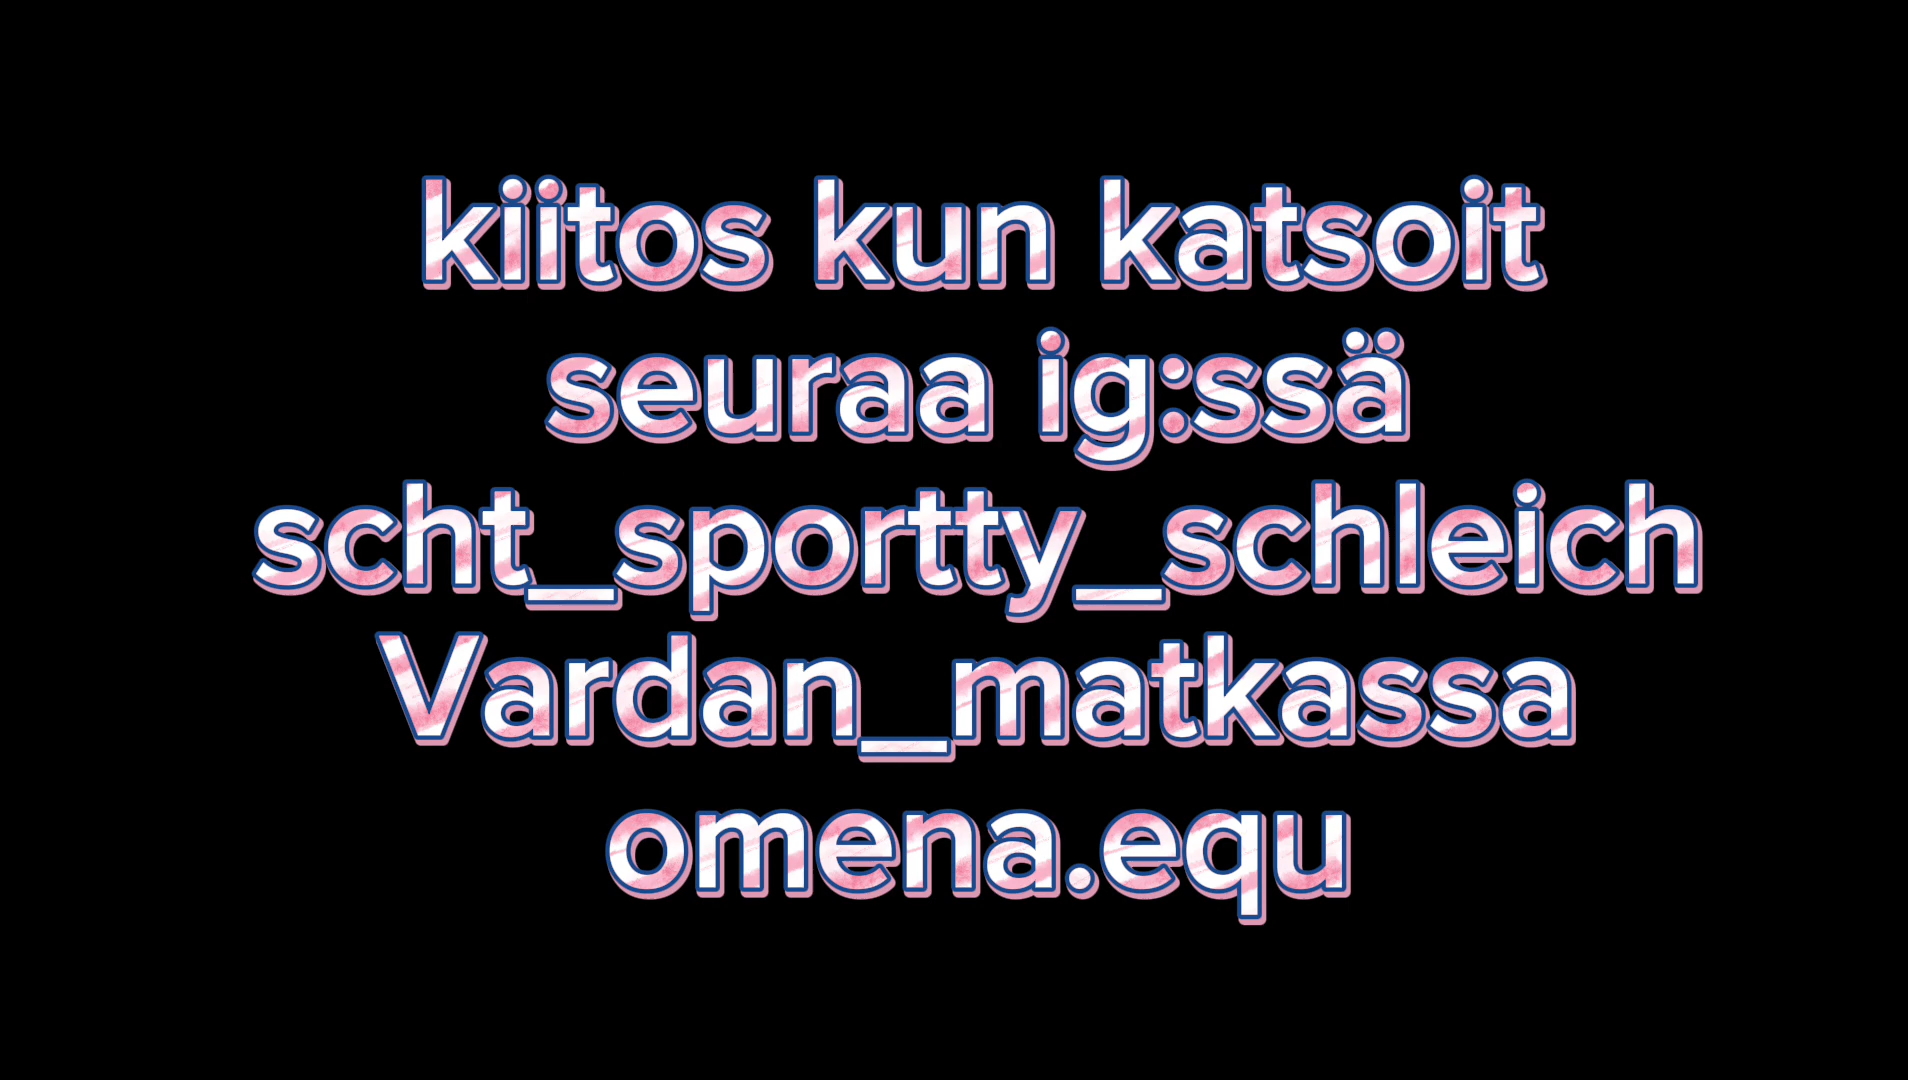 kiitos kun katsoit
seuraa ig:ssä
scht_sportty_schleich
Vardan_matkassa
omena.equ